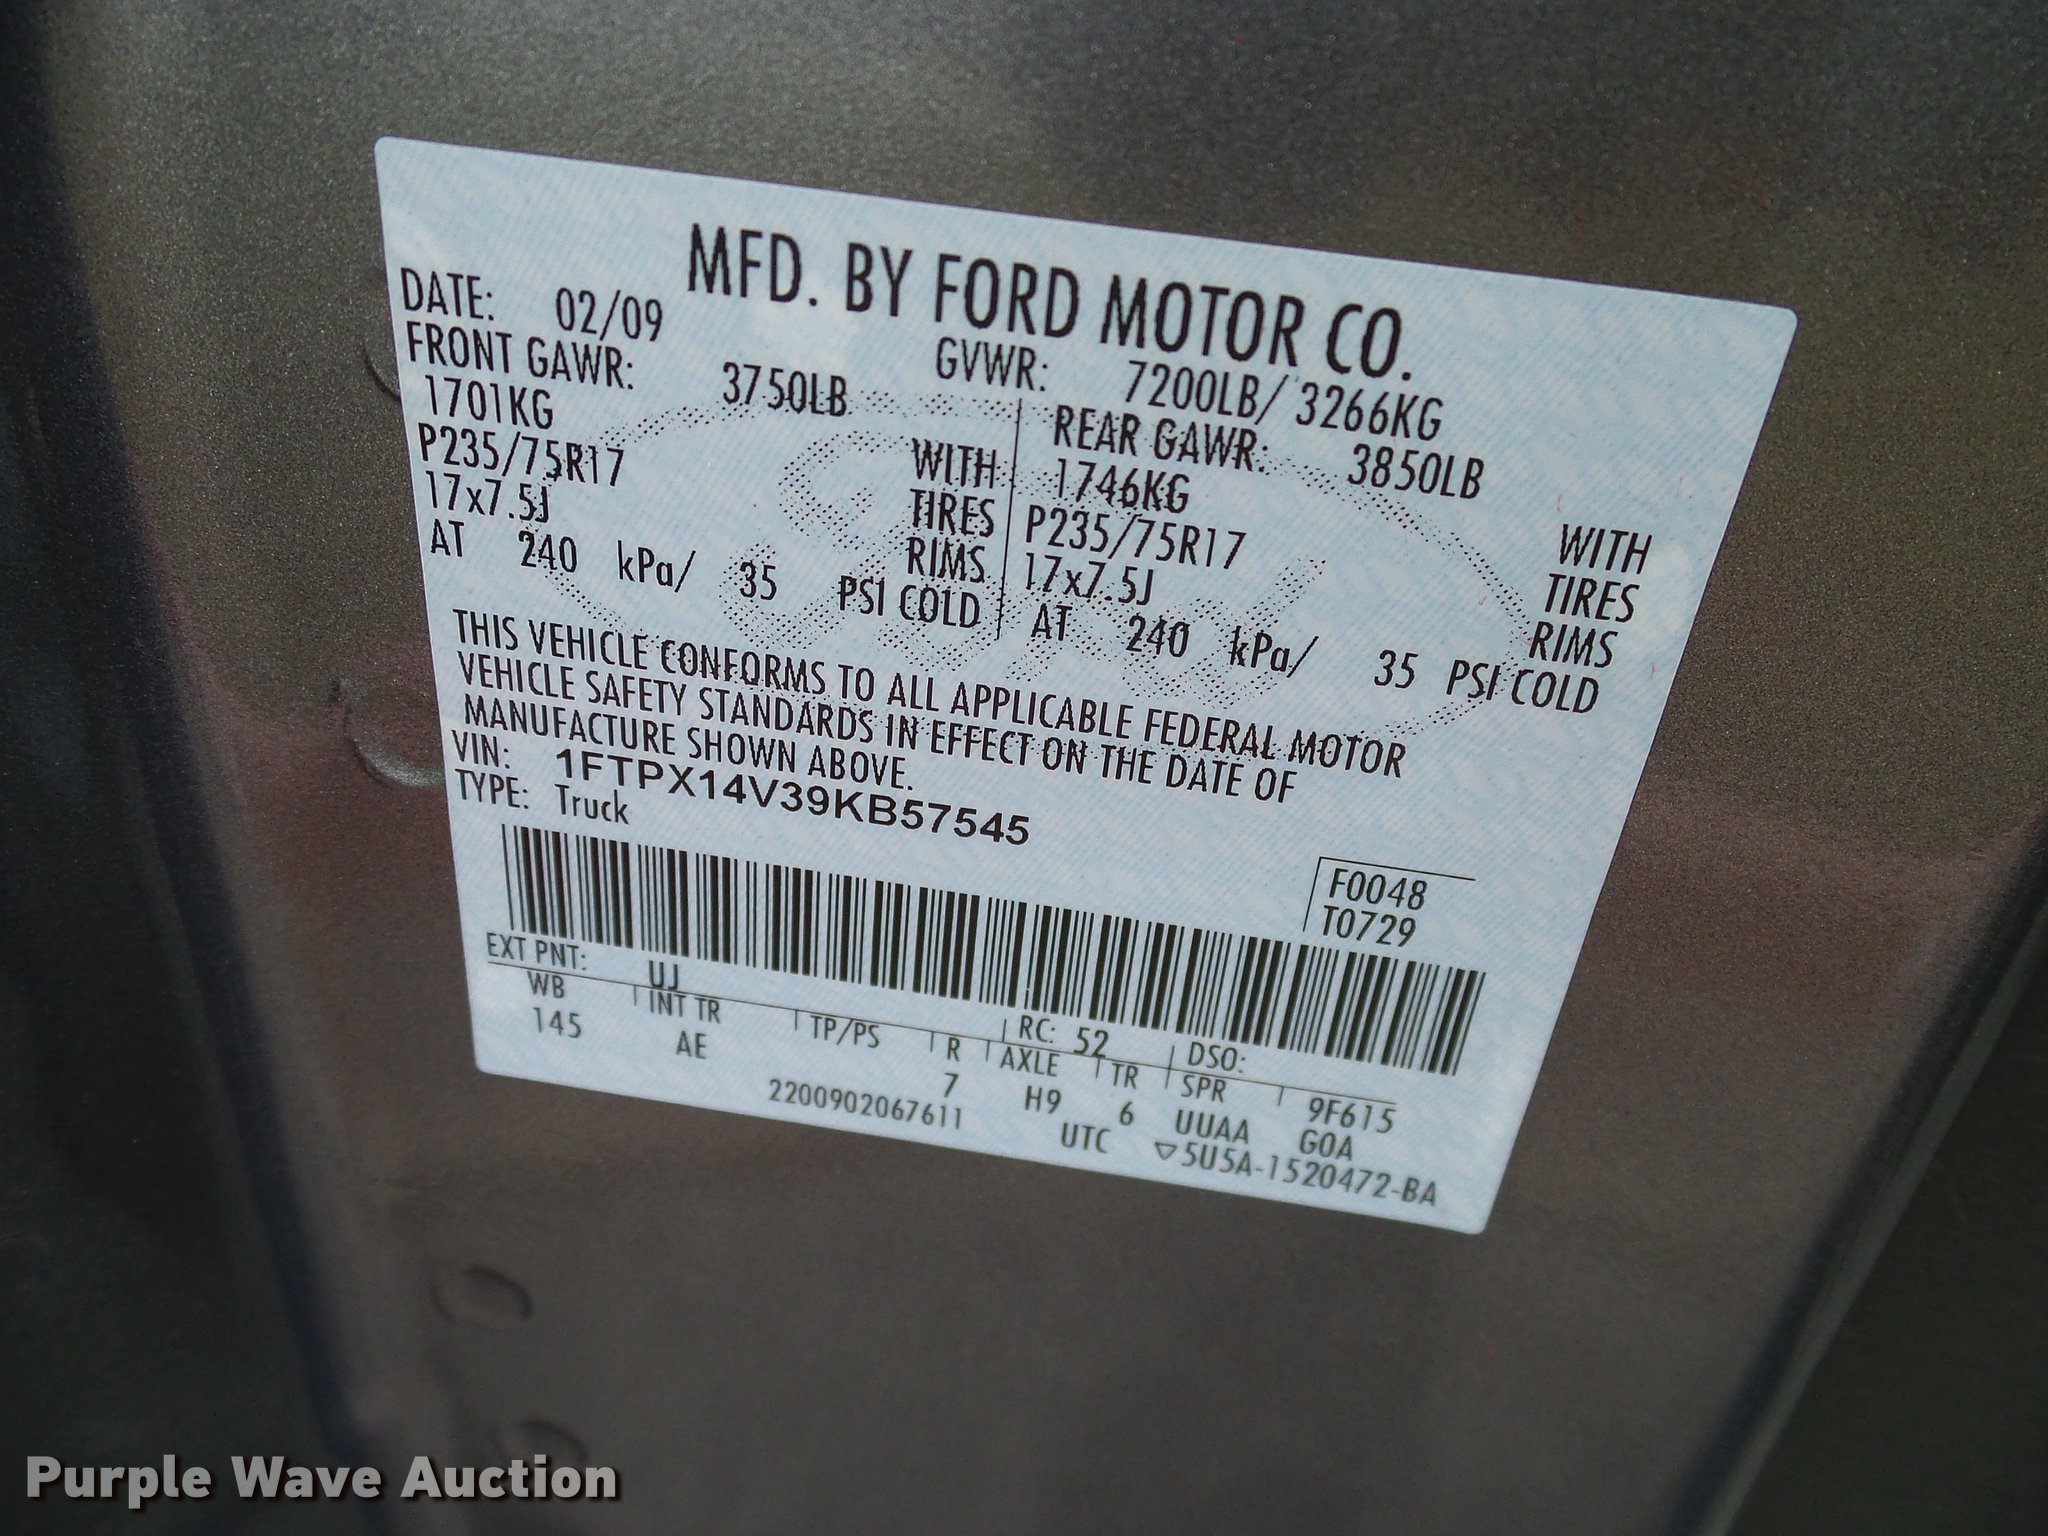 MFD. BY FORD MOTOR CO.
DATE: 02/09 GVWR: 7200LB/ 3266KG
FRONT GAWR: 3750LB REAR GAWR: 3850LB
1701KG WITH 1746KG WITH
P235/75R17 TIRES P235/75R17 TIRES
17x7.5J RIMS 17x7.5J RIMS
AT 240 kPa/ 35 PSI COLD AT 240 kPa/ 35 PSI COLD
THIS VEHICLE CONFORMS TO ALL APPLICABLE FEDERAL MOTOR
VEHICLE SAFETY STANDARDS IN EFFECT ON THE DATE OF
MANUFACTURE SHOWN ABOVE.
VIN: 1FTPX14V39KB57545
TYPE: Truck
F0048
T0729
EXT PNT: UJ RC: 52 DSO:
WB INT TR TP/PS R AXLE TR SPR 9F615
145 AE 7 H9 6 UUAA G0A
2200902067611 UTC ▽5U5A-1520472-BA
Purple Wave Auction